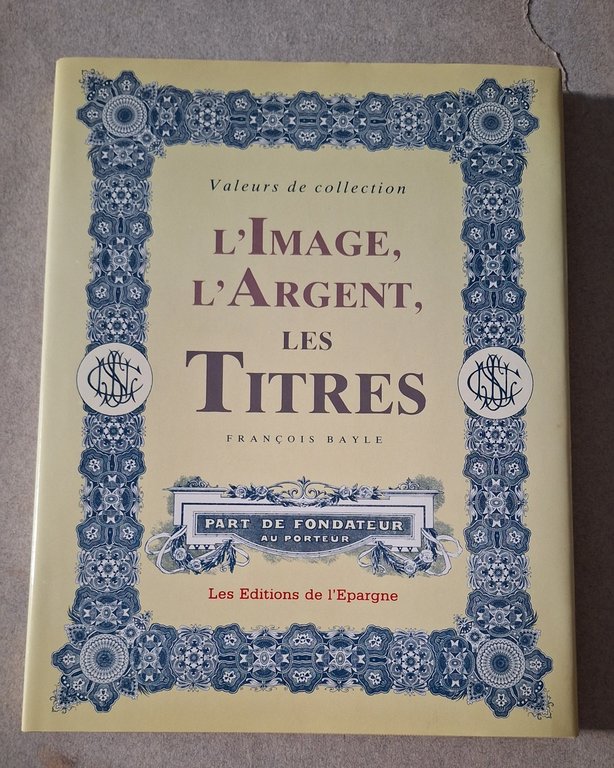 Valeurs de collection
L'IMAGE,
L'ARGENT,
LES
TITRES
FRANÇOIS BAYLE
PART DE FONDATEUR
AU PORTEUR
Les Editions de l'Epargne